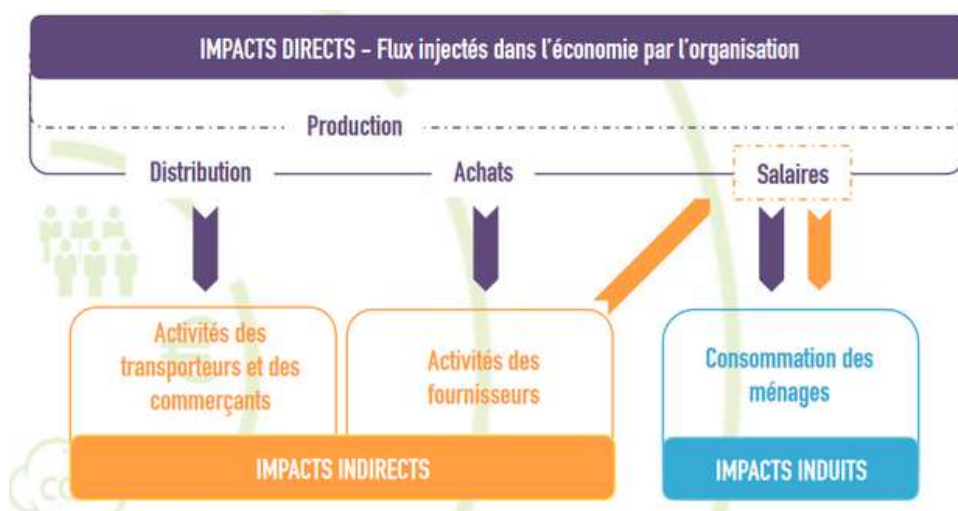 IMPACTS DIRECTS – Flux injectés dans l'économie par l'organisation
Production
Distribution
Achats
Salaires
Activités des
transporteurs et des
commerçants
Activités des
fournisseurs
Consommation des
ménages
IMPACTS INDIRECTS
IMPACTS INDUITS